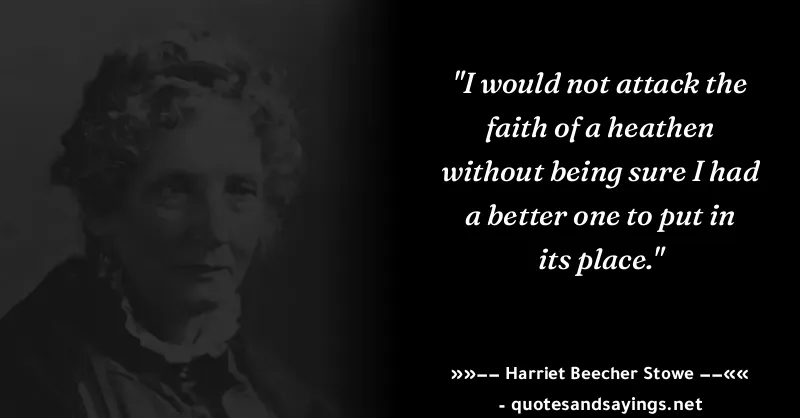 "I would not attack the
faith of a heathen
without being sure I had
a better one to put in
its place."
»»–– Harriet Beecher Stowe ––««
- quotesandsayings.net